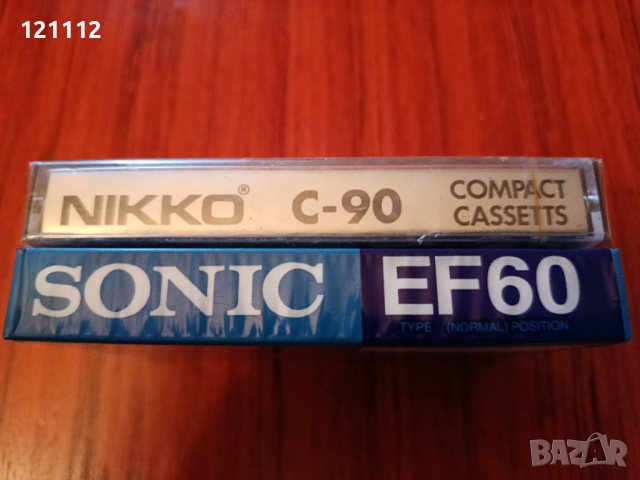 121112
NIKKO® C-90 COMPACT
CASSETTS
SONIC EF60
TYPE (NORMAL) POSITION
BAZAR